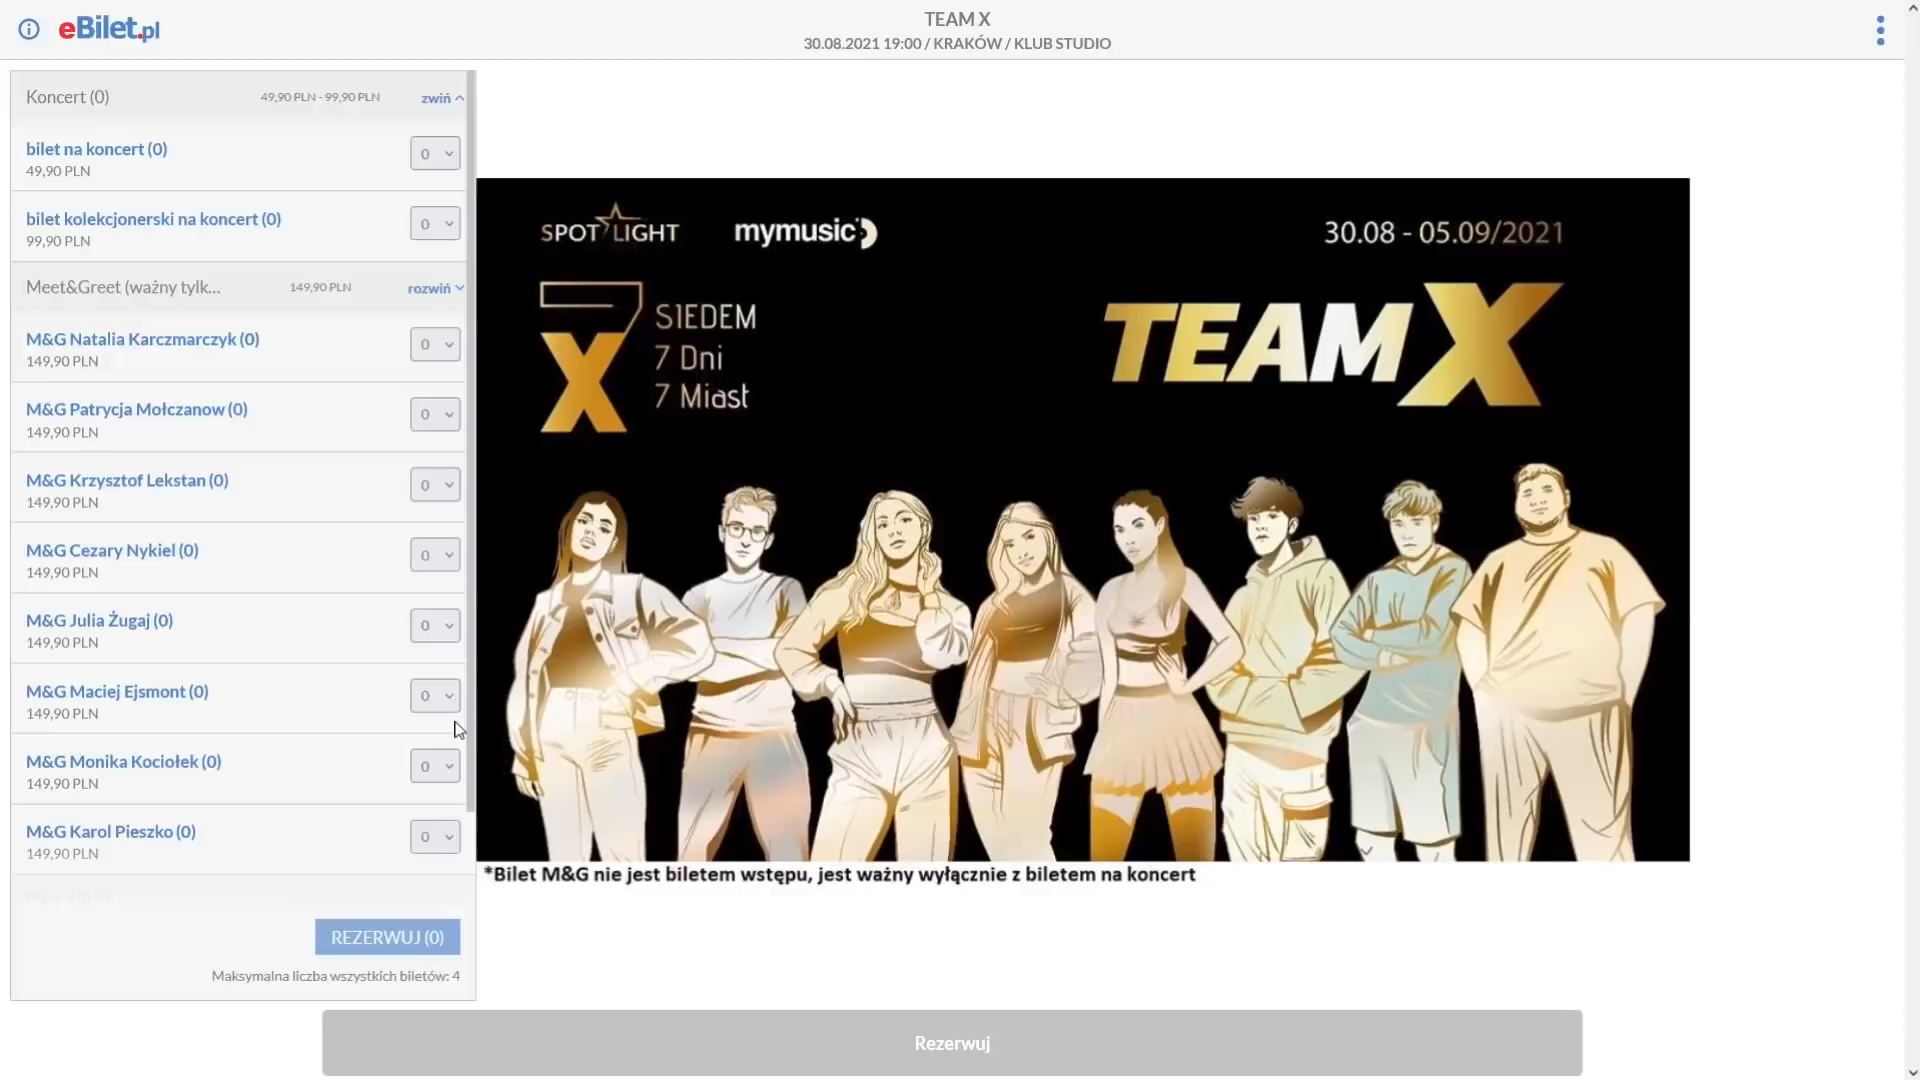 eBilet.pl
TEAM X
30.08.2021 19:00 / KRAKÓW / KLUB STUDIO
Koncert (0)
49,90 PLN - 99,90 PLN
zwiń
bilet na koncert (0)
0
49,90 PLN
bilet kolekcjonerski na koncert (0)
0
99,90 PLN
Meet&Greet (ważny tylk...
149,90 PLN
rozwiń
M&G Natalia Karczmarczyk (0)
0
149,90 PLN
M&G Patrycja Mołczanow (0)
0
149,90 PLN
M&G Krzysztof Lekstan (0)
0
149,90 PLN
M&G Cezary Nykiel (0)
0
149,90 PLN
M&G Julia Żugaj (0)
0
149,90 PLN
M&G Maciej Ejsmont (0)
0
149,90 PLN
M&G Monika Kociołek (0)
0
149,90 PLN
M&G Karol Pieszko (0)
0
149,90 PLN
REZERWUJ (0)
Maksymalna liczba wszystkich biletów: 4
SPOTLIGHT
mymusic
30.08 - 05.09/2021
7
X
SIEDEM
7 Dni
7 Miast
TEAM X
*Bilet M&G nie jest biletem wstępu, jest ważny wyłącznie z biletem na koncert
Rezerwuj